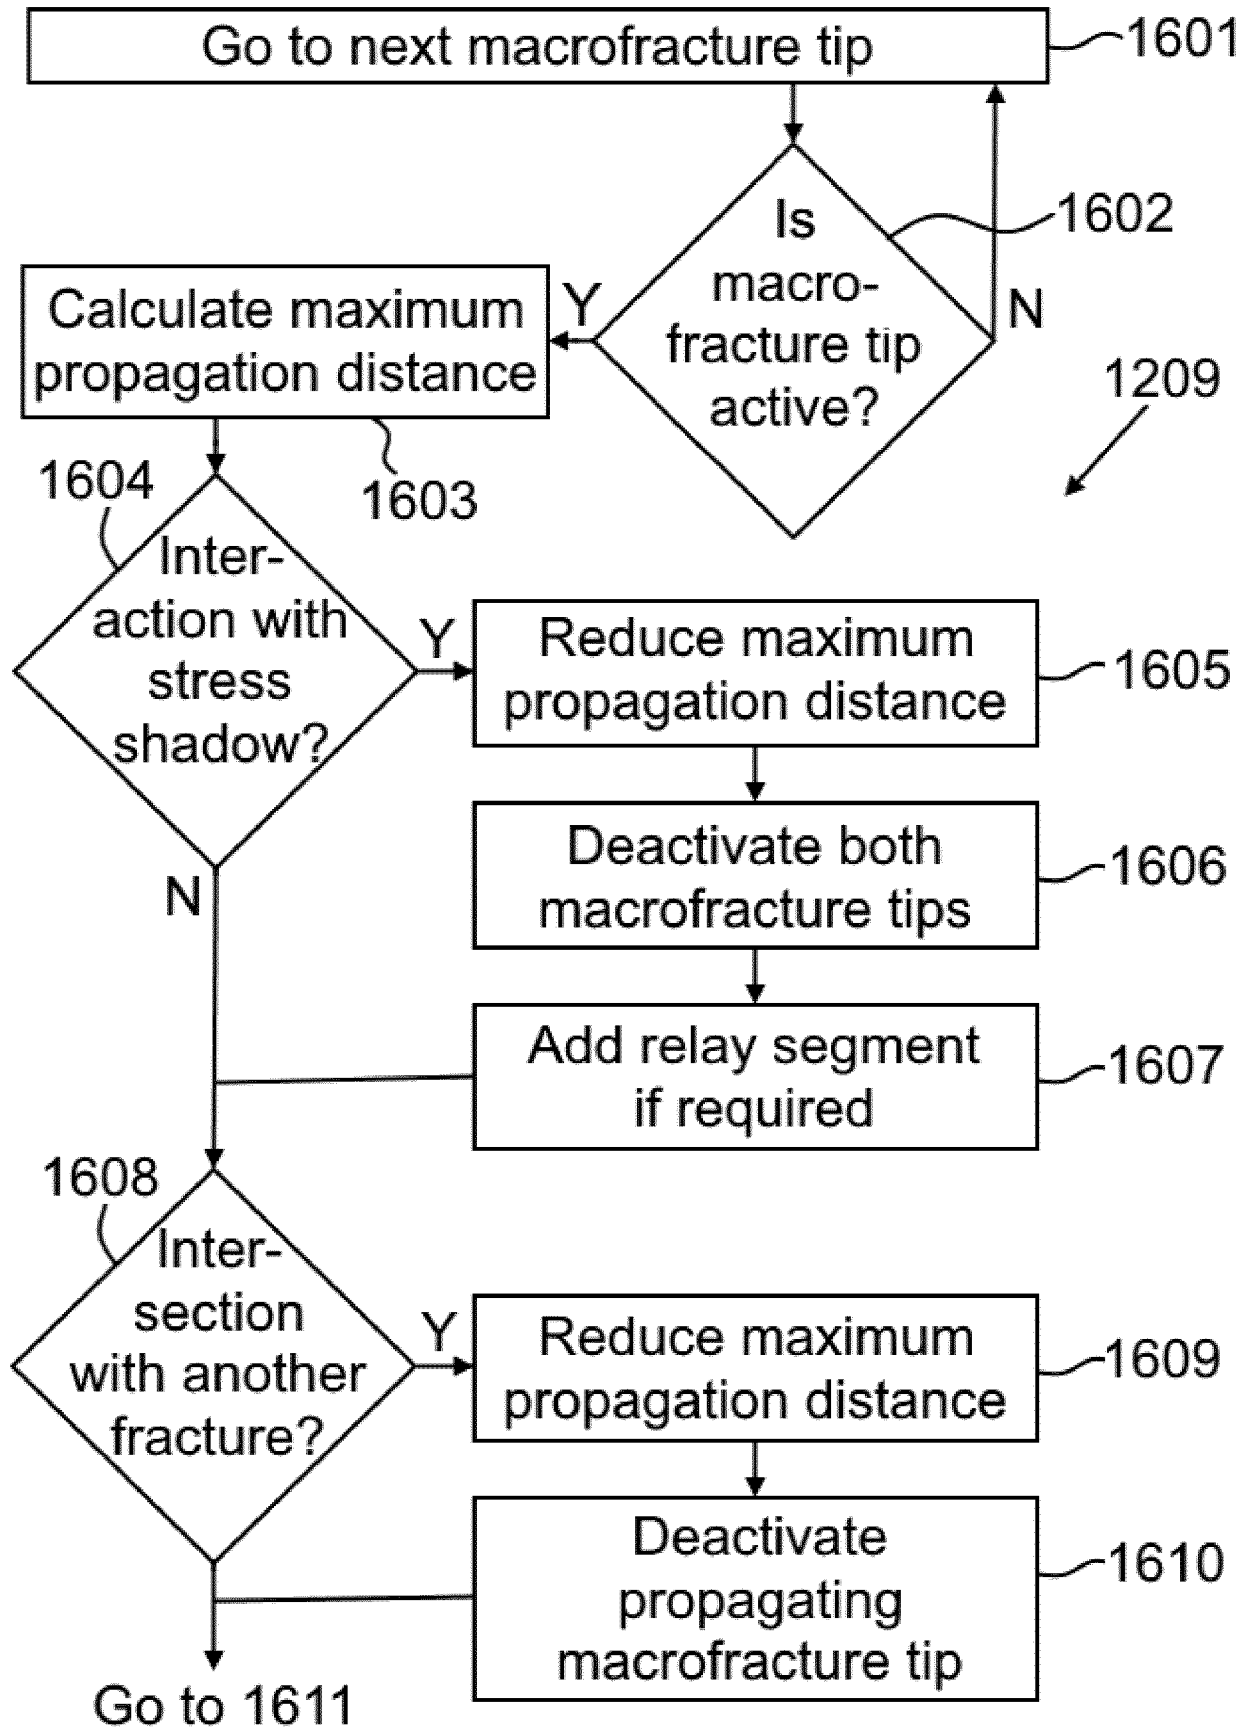 Go to next macrofracture tip
1601
Is
macro-
fracture tip
active?
1602
Y
N
1209
Calculate maximum
propagation distance
1603
1604
Inter-
action with
stress
shadow?
Y
N
Reduce maximum
propagation distance
1605
Deactivate both
macrofracture tips
1606
Add relay segment
if required
1607
1608
Inter-
section
with another
fracture?
Y
Reduce maximum
propagation distance
1609
Deactivate
propagating
macrofracture tip
1610
Go to 1611